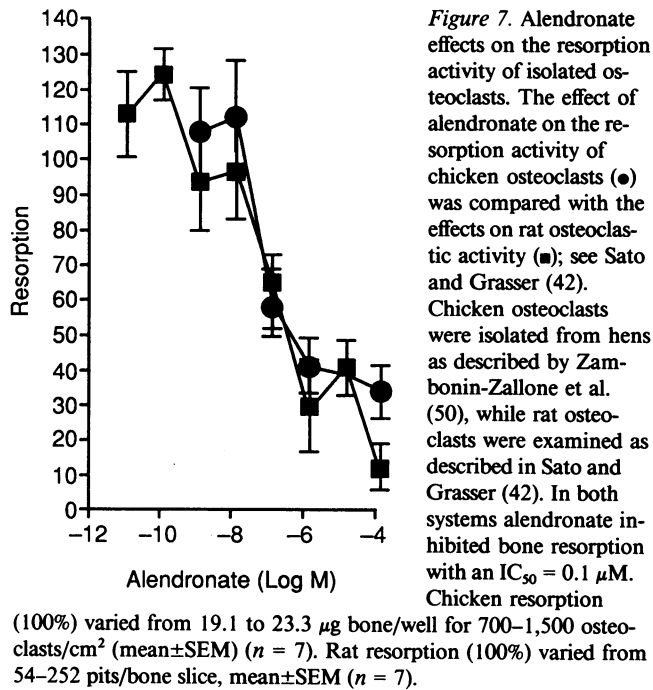 140
130
120
110
100
90
80
70
60
50
40
30
20
10
0
Resorption
−12 −10 −8 −6 −4
Alendronate (Log M)
Figure 7. Alendronate
effects on the resorption
activity of isolated os-
teoclasts. The effect of
alendronate on the re-
sorption activity of
chicken osteoclasts (●)
was compared with the
effects on rat osteoclas-
tic activity (■); see Sato
and Grasser (42).
Chicken osteoclasts
were isolated from hens
as described by Zam-
bonin-Zallone et al.
(50), while rat osteo-
clasts were examined as
described in Sato and
Grasser (42). In both
systems alendronate in-
hibited bone resorption
with an IC₅₀ = 0.1 μM.
Chicken resorption
(100%) varied from 19.1 to 23.3 μg bone/well for 700–1,500 osteo-
clasts/cm² (mean±SEM) (n = 7). Rat resorption (100%) varied from
54–252 pits/bone slice, mean±SEM (n = 7).